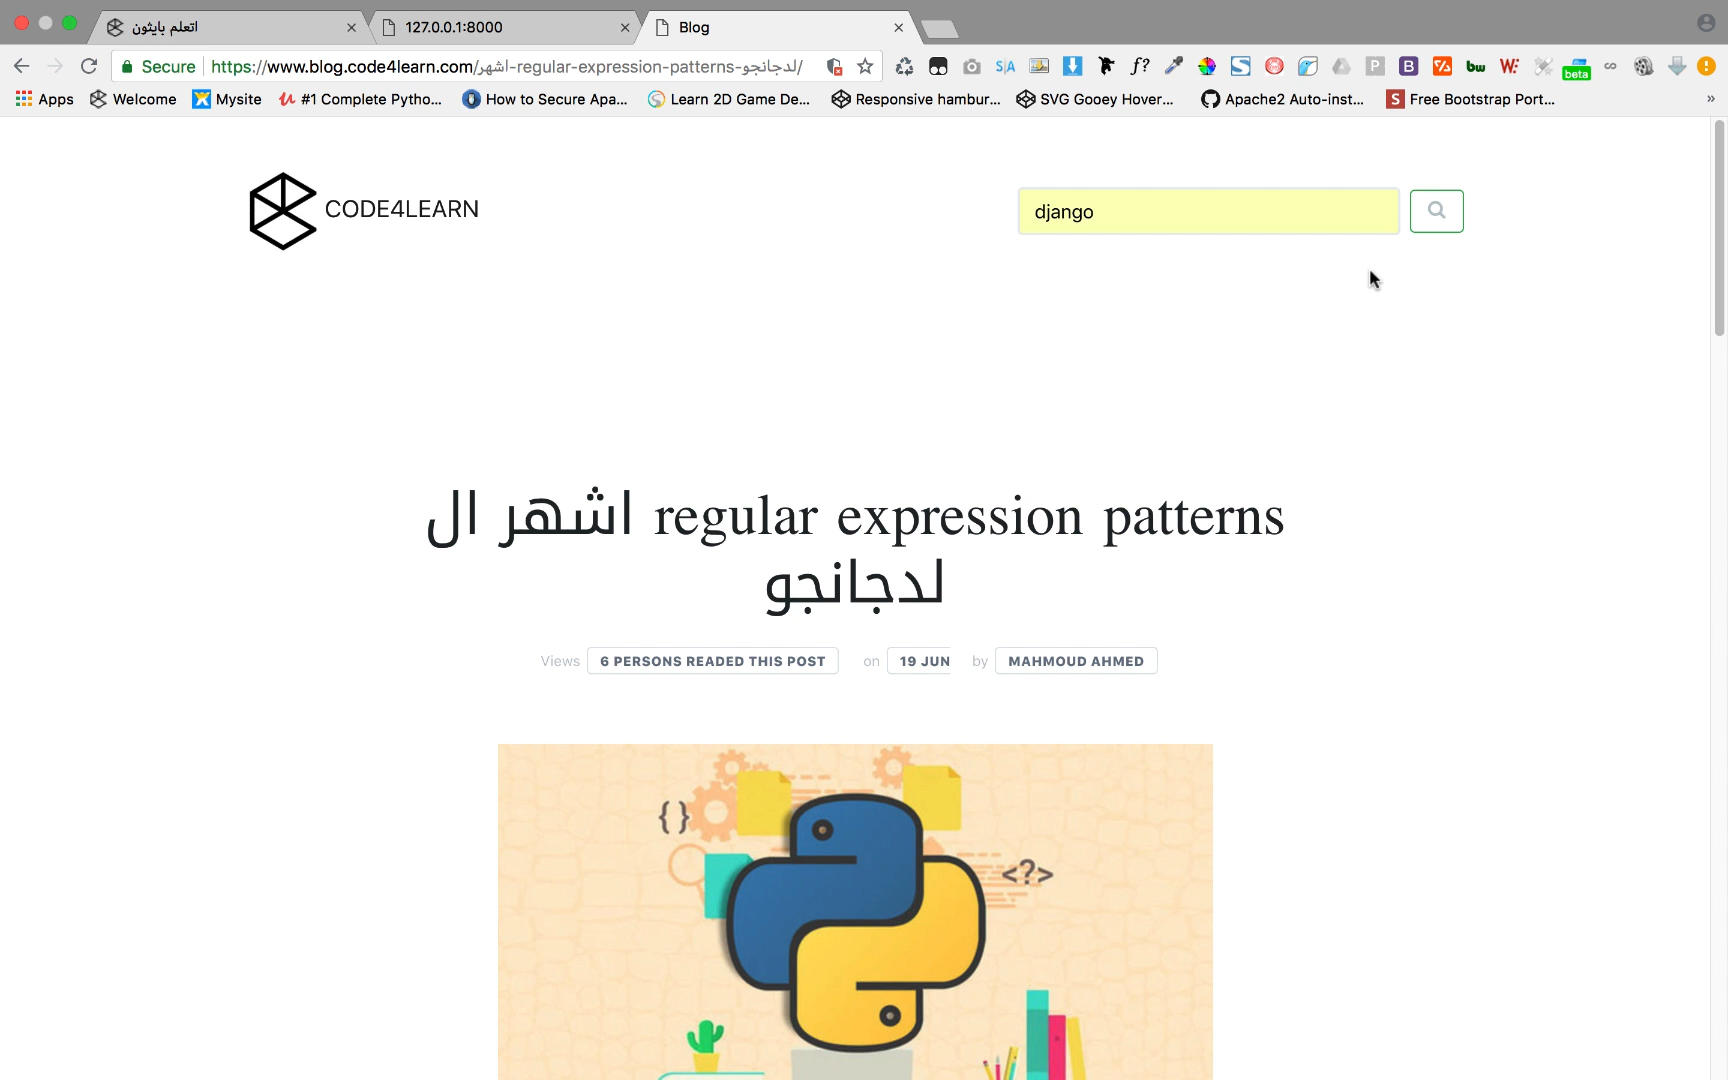 اتعلم بايثون
127.0.0.1:8000
Blog
Secure
https://www.blog.code4learn.com/اشهر-regular-expression-patterns-لدجانجو/
Apps
Welcome
Mysite
#1 Complete Pytho...
How to Secure Apa...
Learn 2D Game De...
Responsive hambur...
SVG Gooey Hover...
Apache2 Auto-inst...
Free Bootstrap Port...
S|A
f?
bw
beta
CODE4LEARN
django
اشهر ال regular expression patterns
لدجانجو
Views 6 PERSONS READED THIS POST on 19 JUN by MAHMOUD AHMED
{ }
<?>